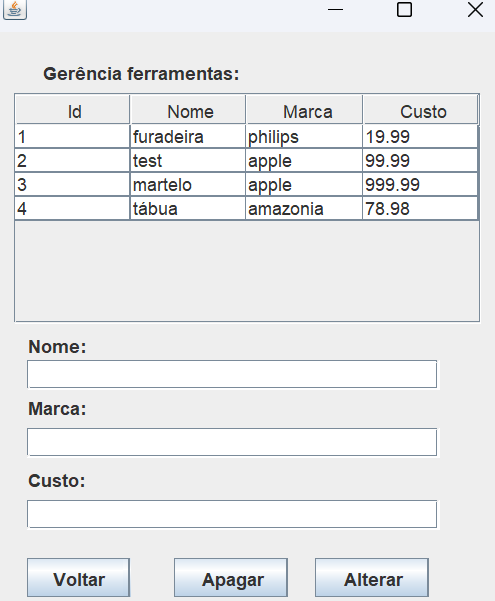 Gerência ferramentas:
Id Nome Marca Custo
1 furadeira philips 19.99
2 test apple 99.99
3 martelo apple 999.99
4 tábua amazonia 78.98
Nome:
Marca:
Custo:
Voltar Apagar Alterar